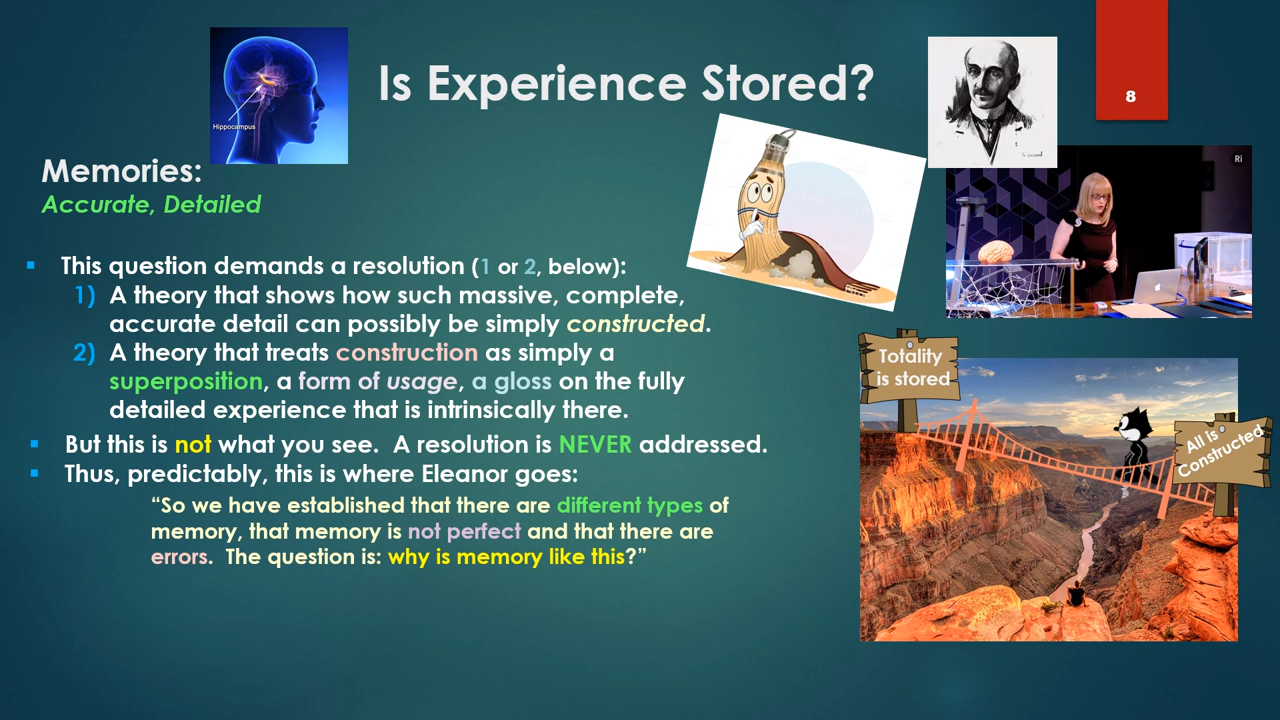 Is Experience Stored?
8
Hippocampus
Ri
Memories:
Accurate, Detailed
▪ This question demands a resolution (1 or 2, below):
1) A theory that shows how such massive, complete,
accurate detail can possibly be simply constructed.
2) A theory that treats construction as simply a
superposition, a form of usage, a gloss on the fully
detailed experience that is intrinsically there.
▪ But this is not what you see. A resolution is NEVER addressed.
▪ Thus, predictably, this is where Eleanor goes:
“So we have established that there are different types of
memory, that memory is not perfect and that there are
errors. The question is: why is memory like this?”
Totality
is stored
All is
Constructed